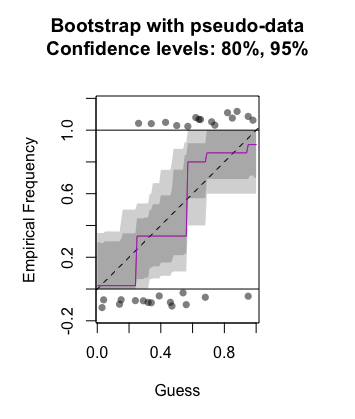 Bootstrap with pseudo-data
Confidence levels: 80%, 95%
Empirical Frequency
1.0
0.6
0.2
-0.2
0.0 0.4 0.8
Guess